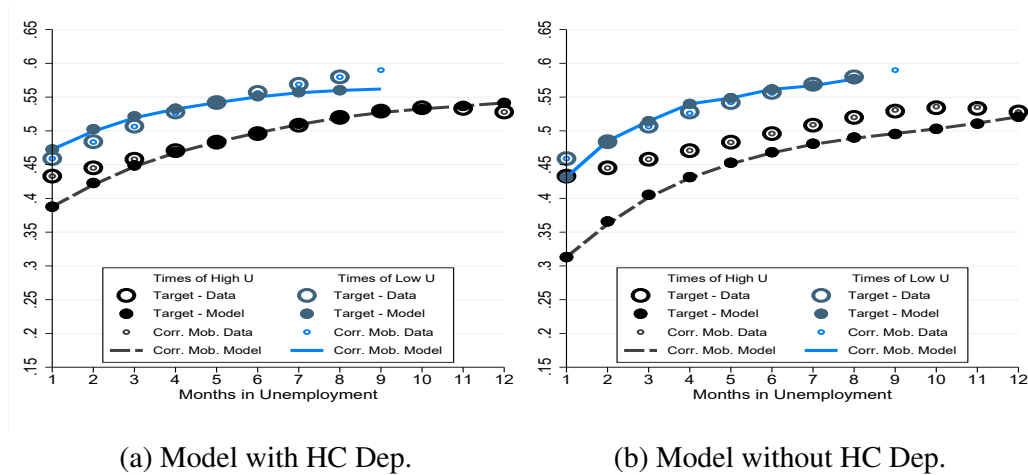 .65
.6
.55
.5
.45
.4
.35
.3
.25
.2
.15
Times of High U Times of Low U
Target - Data Target - Data
Target - Model Target - Model
Corr. Mob. Data Corr. Mob. Data
Corr. Mob. Model Corr. Mob. Model
1 2 3 4 5 6 7 8 9 10 11 12
Months in Unemployment
(a) Model with HC Dep.
.65
.6
.55
.5
.45
.4
.35
.3
.25
.2
.15
Times of High U Times of Low U
Target - Data Target - Data
Target - Model Target - Model
Corr. Mob. Data Corr. Mob. Data
Corr. Mob. Model Corr. Mob. Model
1 2 3 4 5 6 7 8 9 10 11 12
Months in Unemployment
(b) Model without HC Dep.